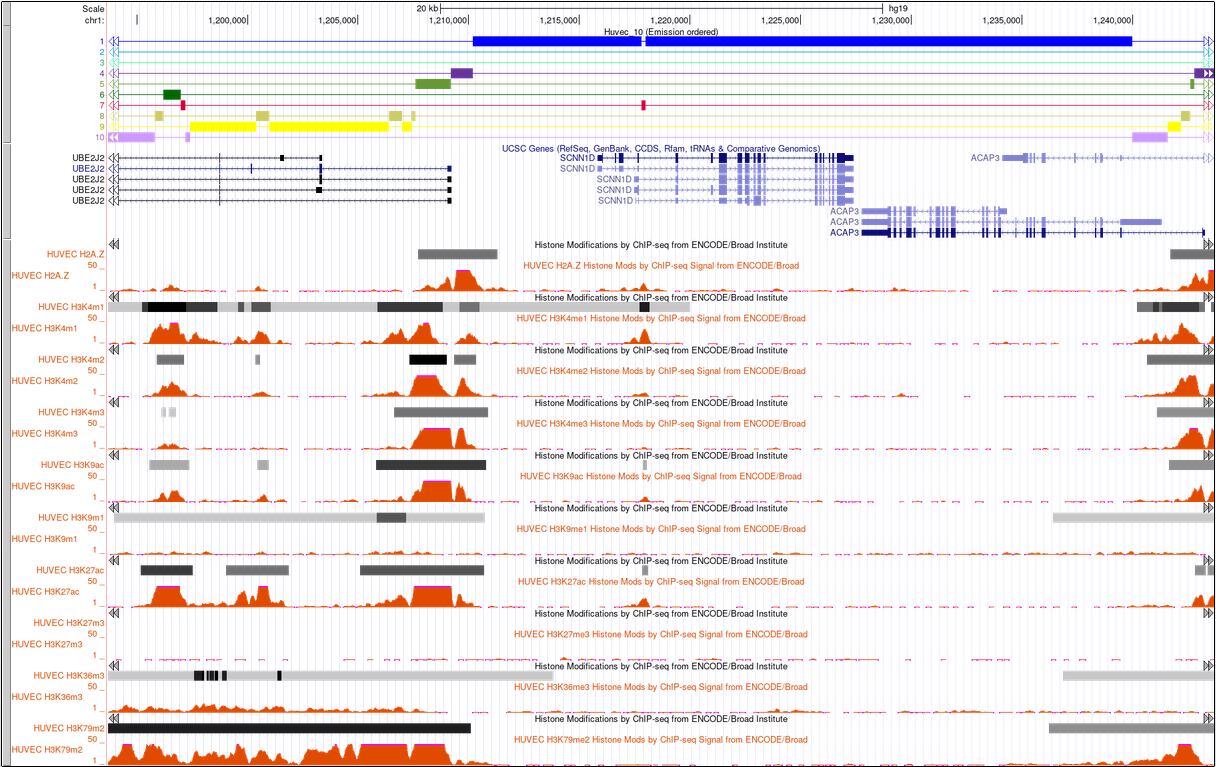 Scale 20 kb hg19
chr1: 1,200,000 1,205,000 1,210,000 1,215,000 1,220,000 1,225,000 1,230,000 1,235,000 1,240,000
Huvec_10 (Emission ordered)
1
2
3
4
5
6
7
8
9
10
UCSC Genes (RefSeq, GenBank, CCDS, Rfam, tRNAs & Comparative Genomics)
UBE2J2 SCNN1D ACAP3
UBE2J2 SCNN1D
UBE2J2 SCNN1D
UBE2J2 SCNN1D
UBE2J2 SCNN1D
ACAP3
ACAP3
ACAP3
Histone Modifications by ChIP-seq from ENCODE/Broad Institute
HUVEC H2A.Z
50 HUVEC H2A.Z Histone Mods by ChIP-seq Signal from ENCODE/Broad
HUVEC H2A.Z
1
Histone Modifications by ChIP-seq from ENCODE/Broad Institute
HUVEC H3K4m1
50 HUVEC H3K4me1 Histone Mods by ChIP-seq Signal from ENCODE/Broad
HUVEC H3K4m1
1
Histone Modifications by ChIP-seq from ENCODE/Broad Institute
HUVEC H3K4m2
50 HUVEC H3K4me2 Histone Mods by ChIP-seq Signal from ENCODE/Broad
HUVEC H3K4m2
1
Histone Modifications by ChIP-seq from ENCODE/Broad Institute
HUVEC H3K4m3
50 HUVEC H3K4me3 Histone Mods by ChIP-seq Signal from ENCODE/Broad
HUVEC H3K4m3
1
Histone Modifications by ChIP-seq from ENCODE/Broad Institute
HUVEC H3K9ac
50 HUVEC H3K9ac Histone Mods by ChIP-seq Signal from ENCODE/Broad
HUVEC H3K9ac
1
Histone Modifications by ChIP-seq from ENCODE/Broad Institute
HUVEC H3K9m1
50 HUVEC H3K9me1 Histone Mods by ChIP-seq Signal from ENCODE/Broad
HUVEC H3K9m1
1
Histone Modifications by ChIP-seq from ENCODE/Broad Institute
HUVEC H3K27ac
50 HUVEC H3K27ac Histone Mods by ChIP-seq Signal from ENCODE/Broad
HUVEC H3K27ac
1
Histone Modifications by ChIP-seq from ENCODE/Broad Institute
HUVEC H3K27m3
50 HUVEC H3K27me3 Histone Mods by ChIP-seq Signal from ENCODE/Broad
HUVEC H3K27m3
1
Histone Modifications by ChIP-seq from ENCODE/Broad Institute
HUVEC H3K36m3
50 HUVEC H3K36me3 Histone Mods by ChIP-seq Signal from ENCODE/Broad
HUVEC H3K36m3
1
Histone Modifications by ChIP-seq from ENCODE/Broad Institute
HUVEC H3K79m2
50 HUVEC H3K79me2 Histone Mods by ChIP-seq Signal from ENCODE/Broad
HUVEC H3K79m2
1